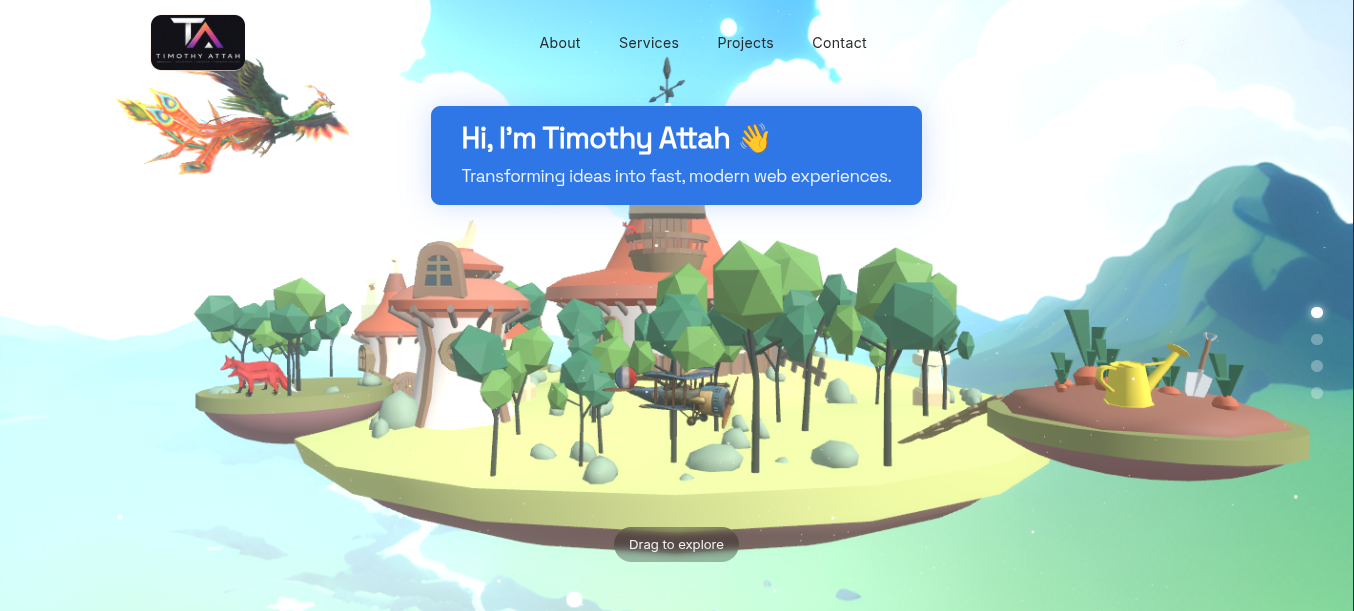 TA
TIMOTHY ATTAH
About Services Projects Contact
Hi, I'm Timothy Attah 👋
Transforming ideas into fast, modern web experiences.
Drag to explore